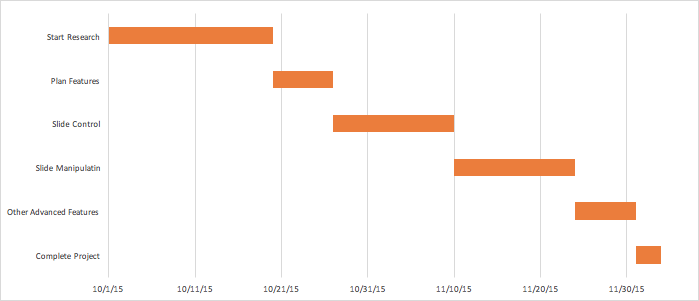 Start Research
Plan Features
Slide Control
Slide Manipulatin
Other Advanced Features
Complete Project
10/1/15 10/11/15 10/21/15 10/31/15 11/10/15 11/20/15 11/30/15